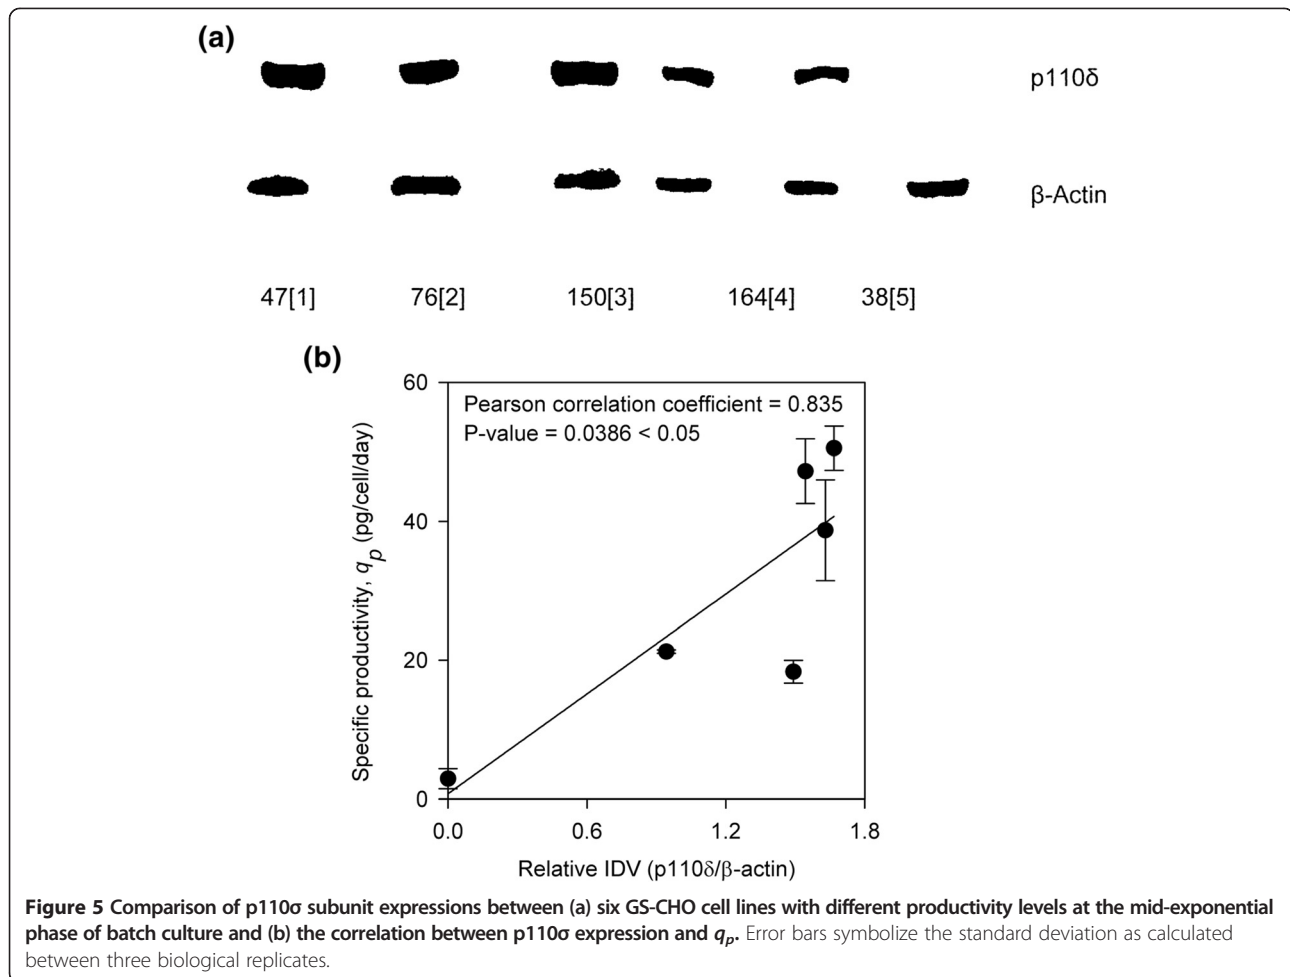 (a)
p110δ
β-Actin
47[1] 76[2] 150[3] 164[4] 38[5]
(b)
60
Pearson correlation coefficient = 0.835
P-value = 0.0386 < 0.05
40
20
0
Specific productivity, qp (pg/cell/day)
0.0 0.6 1.2 1.8
Relative IDV (p110δ/β-actin)
Figure 5 Comparison of p110σ subunit expressions between (a) six GS-CHO cell lines with different productivity levels at the mid-exponential
phase of batch culture and (b) the correlation between p110σ expression and qp. Error bars symbolize the standard deviation as calculated
between three biological replicates.